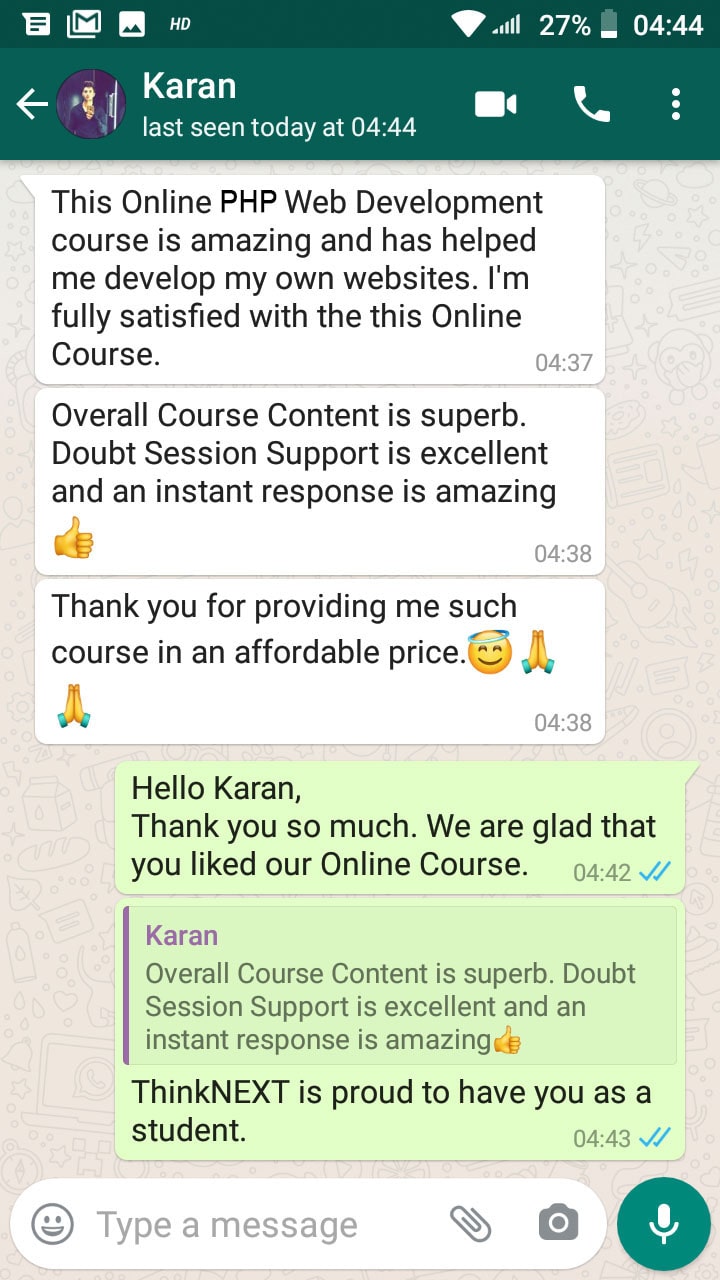 HD 27% 04:44
Karan
last seen today at 04:44
This Online PHP Web Development
course is amazing and has helped
me develop my own websites. I'm
fully satisfied with the this Online
Course.
04:37
Overall Course Content is superb.
Doubt Session Support is excellent
and an instant response is amazing
👍
04:38
Thank you for providing me such
course in an affordable price.😇🙏
🙏
04:38
Hello Karan,
Thank you so much. We are glad that
you liked our Online Course.
04:42
Karan
Overall Course Content is superb. Doubt
Session Support is excellent and an
instant response is amazing👍
ThinkNEXT is proud to have you as a
student.
04:43
Type a message